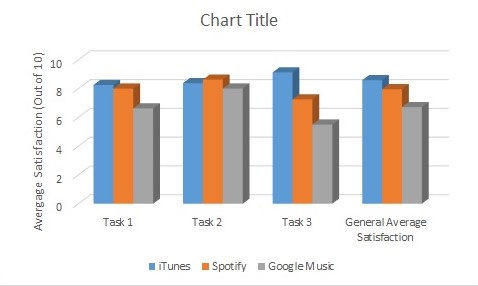 Chart Title
Avergage Satisfaction (Out of 10)
10
8
6
4
2
0
Task 1
Task 2
Task 3
General Average
Satisfaction
iTunes
Spotify
Google Music